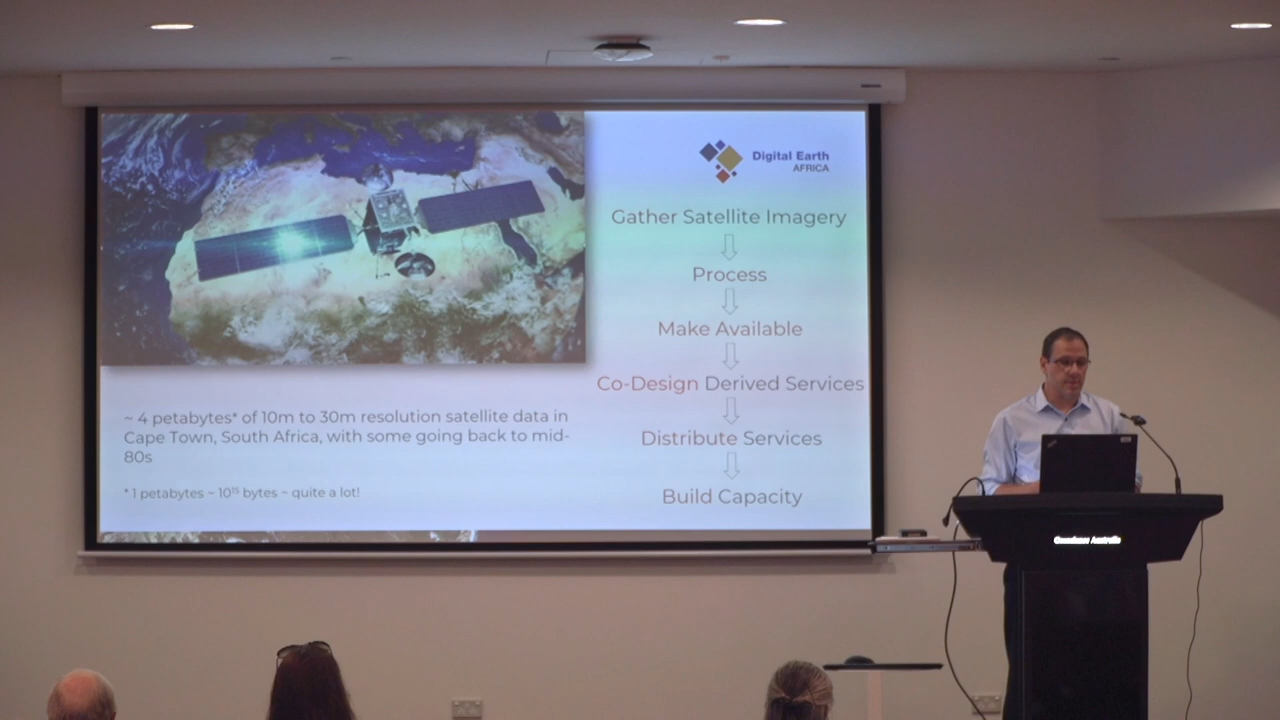 Digital Earth
AFRICA
Gather Satellite Imagery
Process
Make Available
Co-Design Derived Services
Distribute Services
Build Capacity
~ 4 petabytes* of 10m to 30m resolution satellite data in
Cape Town, South Africa, with some going back to mid-
80s
* 1 petabytes ~ 10¹⁵ bytes ~ quite a lot!
Geoscience Australia